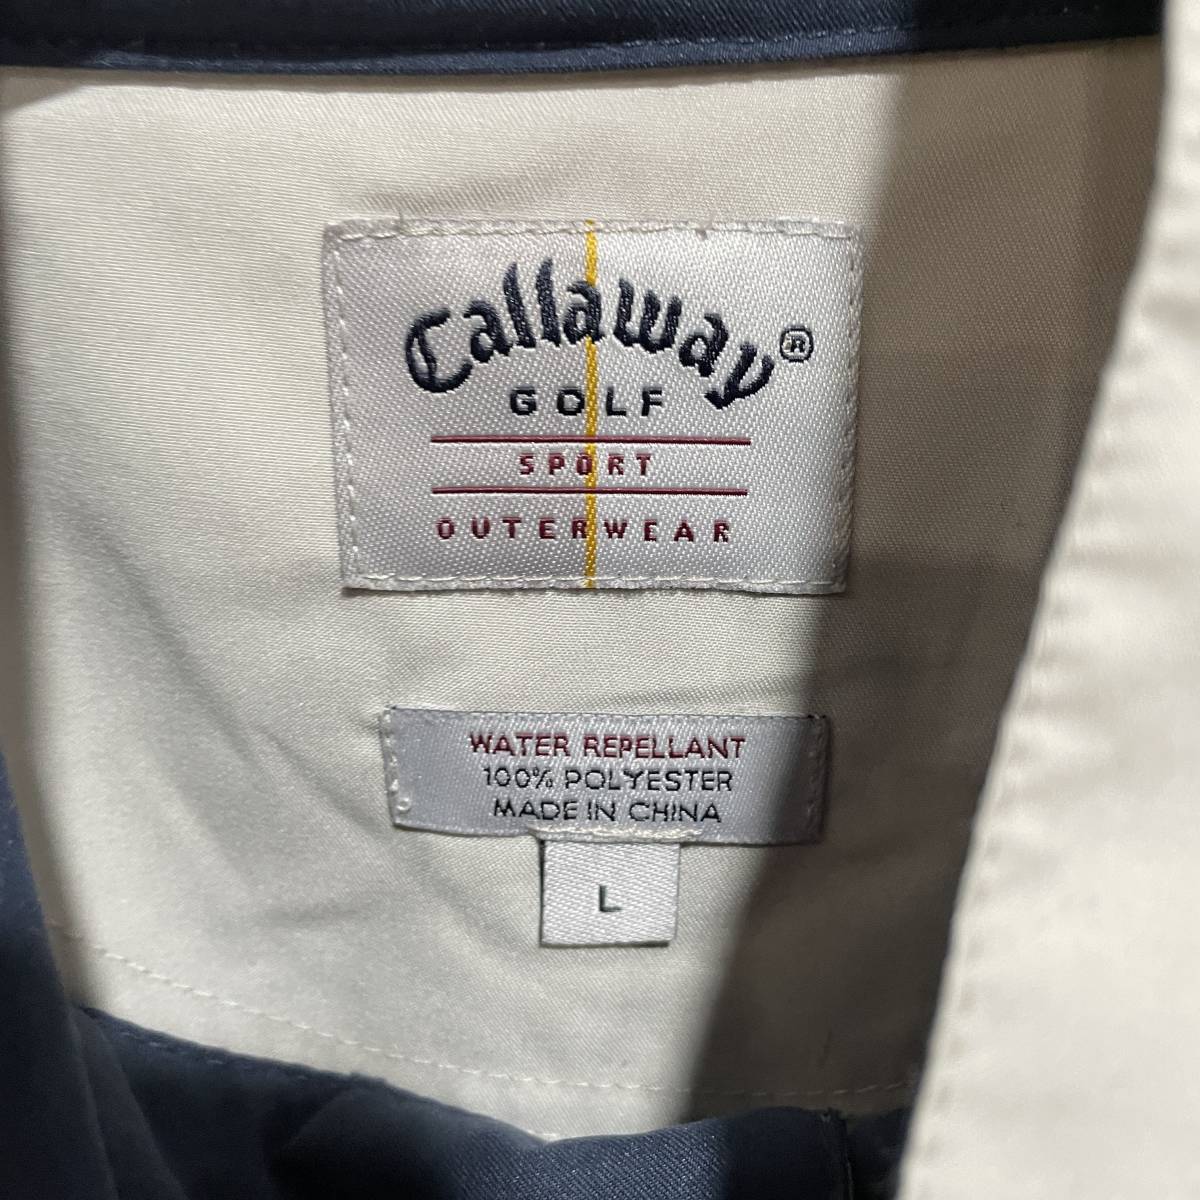 Callaway®
GOLF
SPORT
OUTERWEAR
WATER REPELLANT
100% POLYESTER
MADE IN CHINA
L